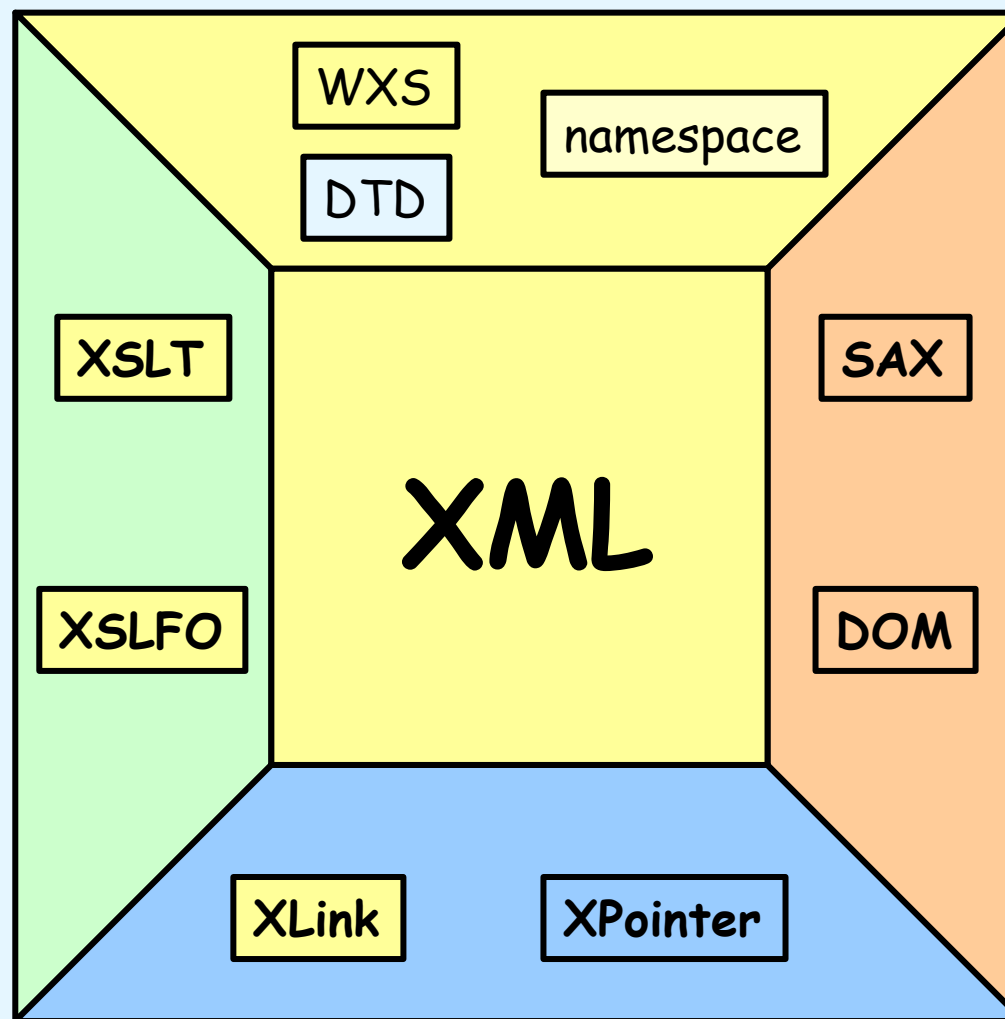 WXS
namespace
DTD
XSLT
SAX
XML
XSLFO
DOM
XLink
XPointer